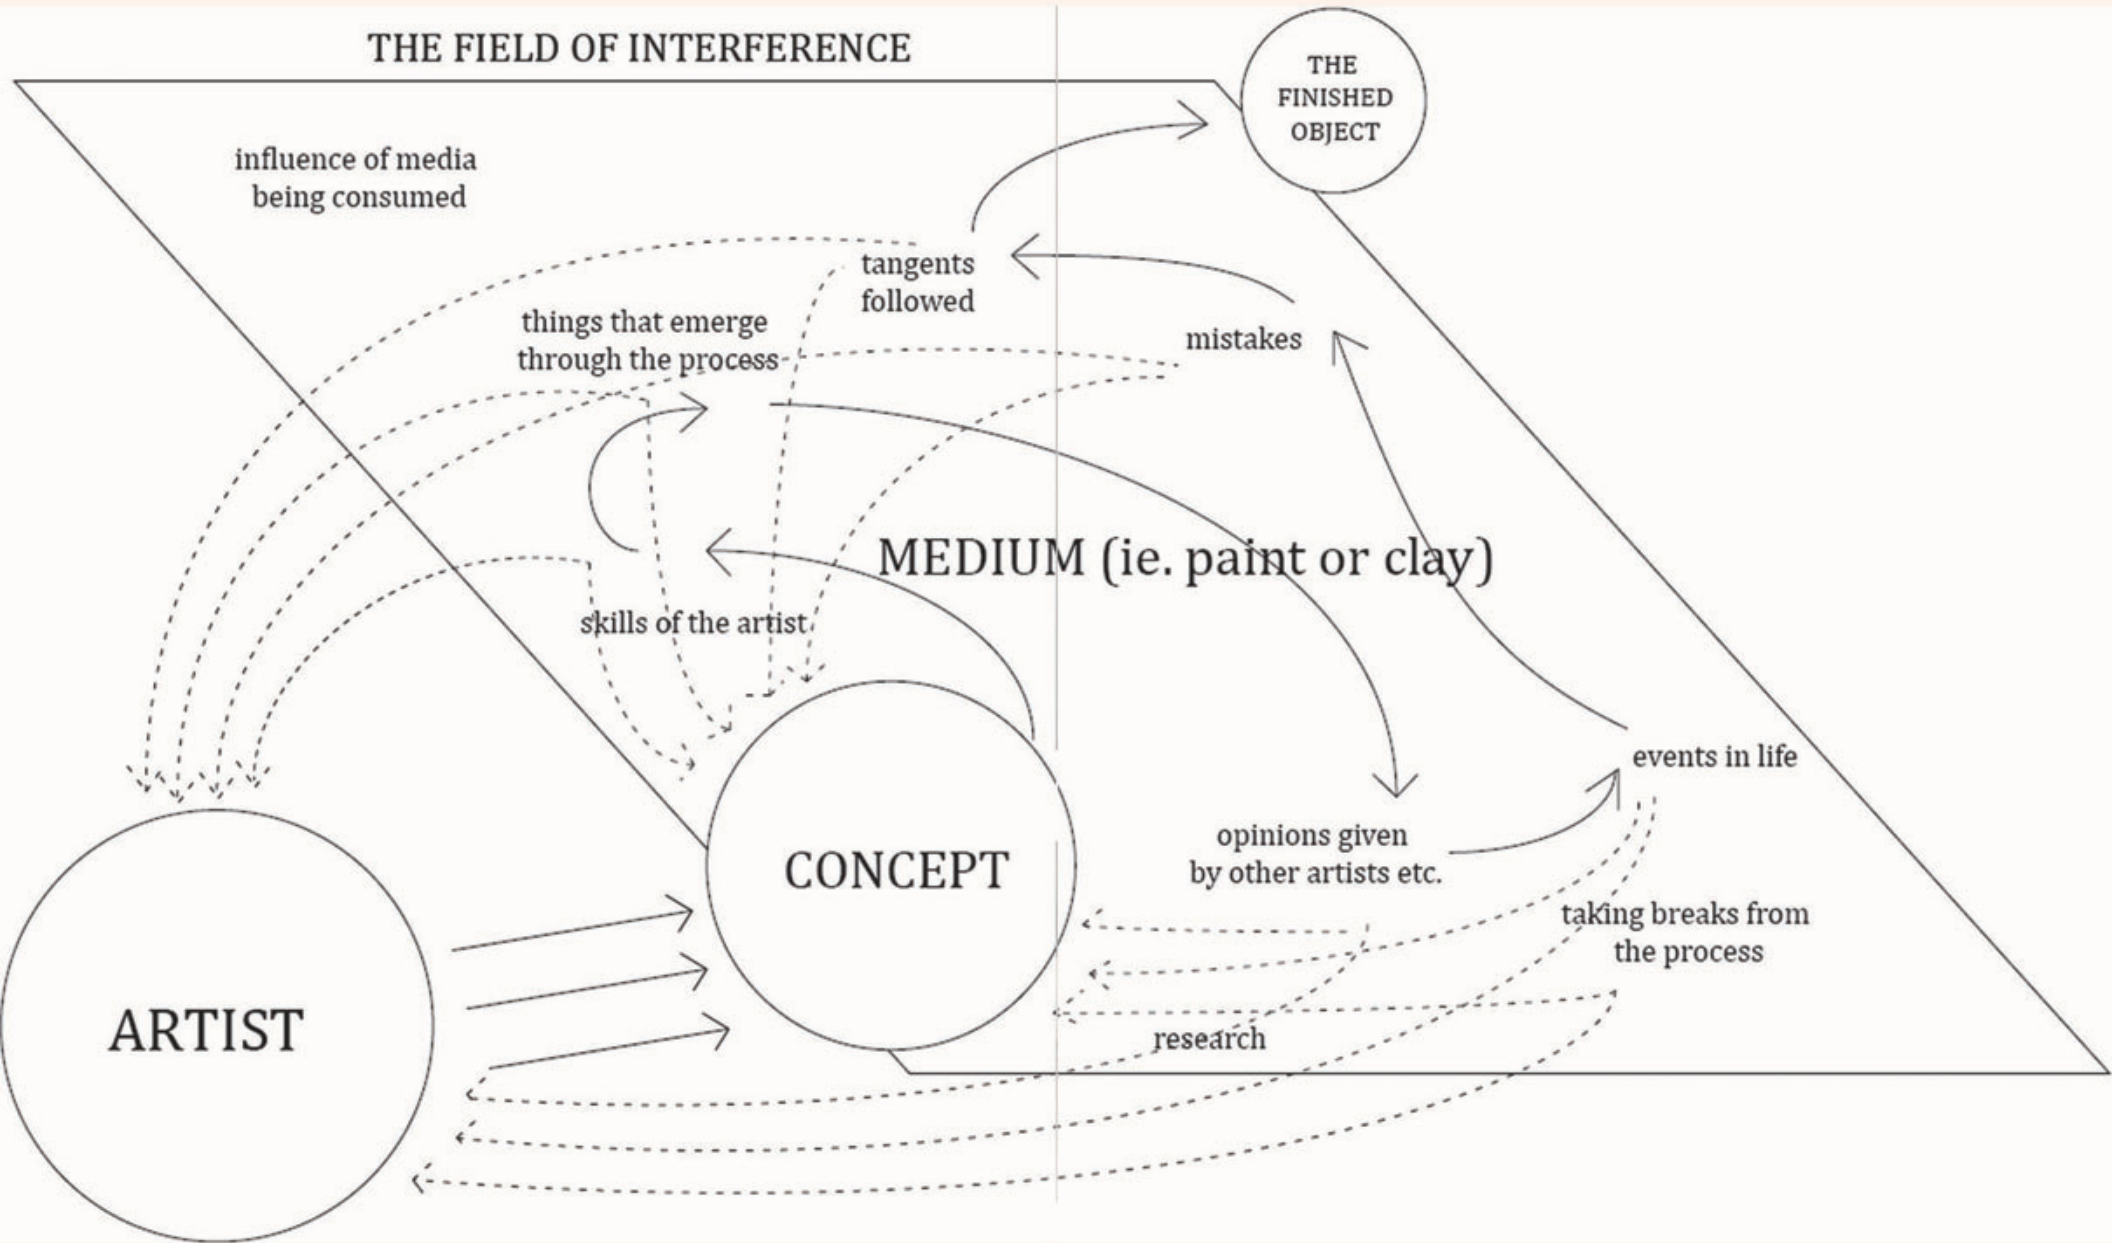 THE FIELD OF INTERFERENCE
THE
FINISHED
OBJECT
influence of media
being consumed
tangents
followed
things that emerge
through the process
mistakes
MEDIUM (ie. paint or clay)
skills of the artist
events in life
opinions given
by other artists etc.
CONCEPT
taking breaks from
the process
research
ARTIST